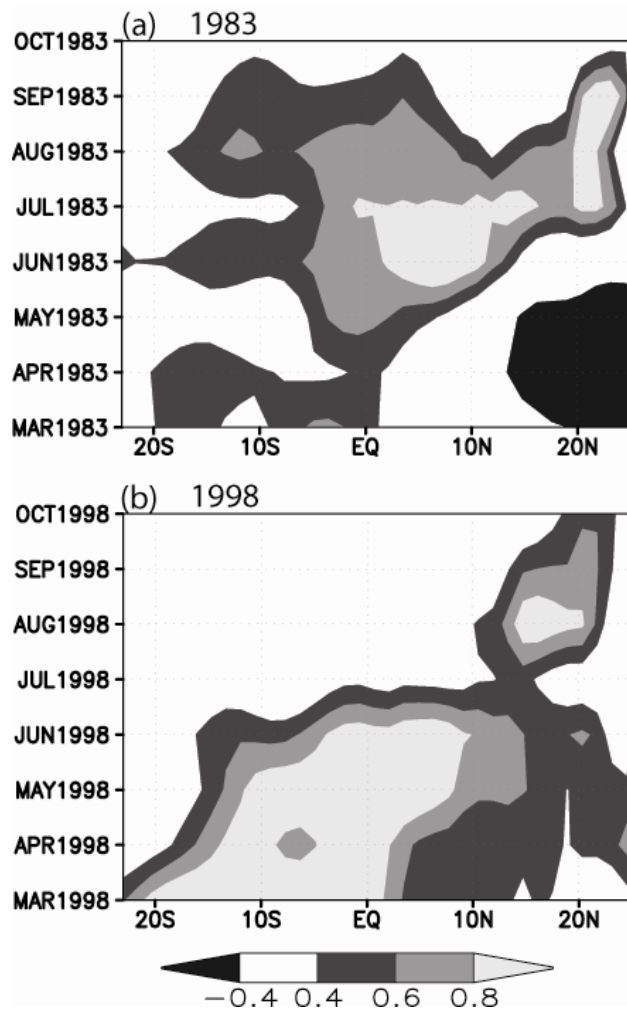 (a) 1983
OCT1983
SEP1983
AUG1983
JUL1983
JUN1983
MAY1983
APR1983
MAR1983
20S 10S EQ 10N 20N
(b) 1998
OCT1998
SEP1998
AUG1998
JUL1998
JUN1998
MAY1998
APR1998
MAR1998
20S 10S EQ 10N 20N
−0.4 0.4 0.6 0.8